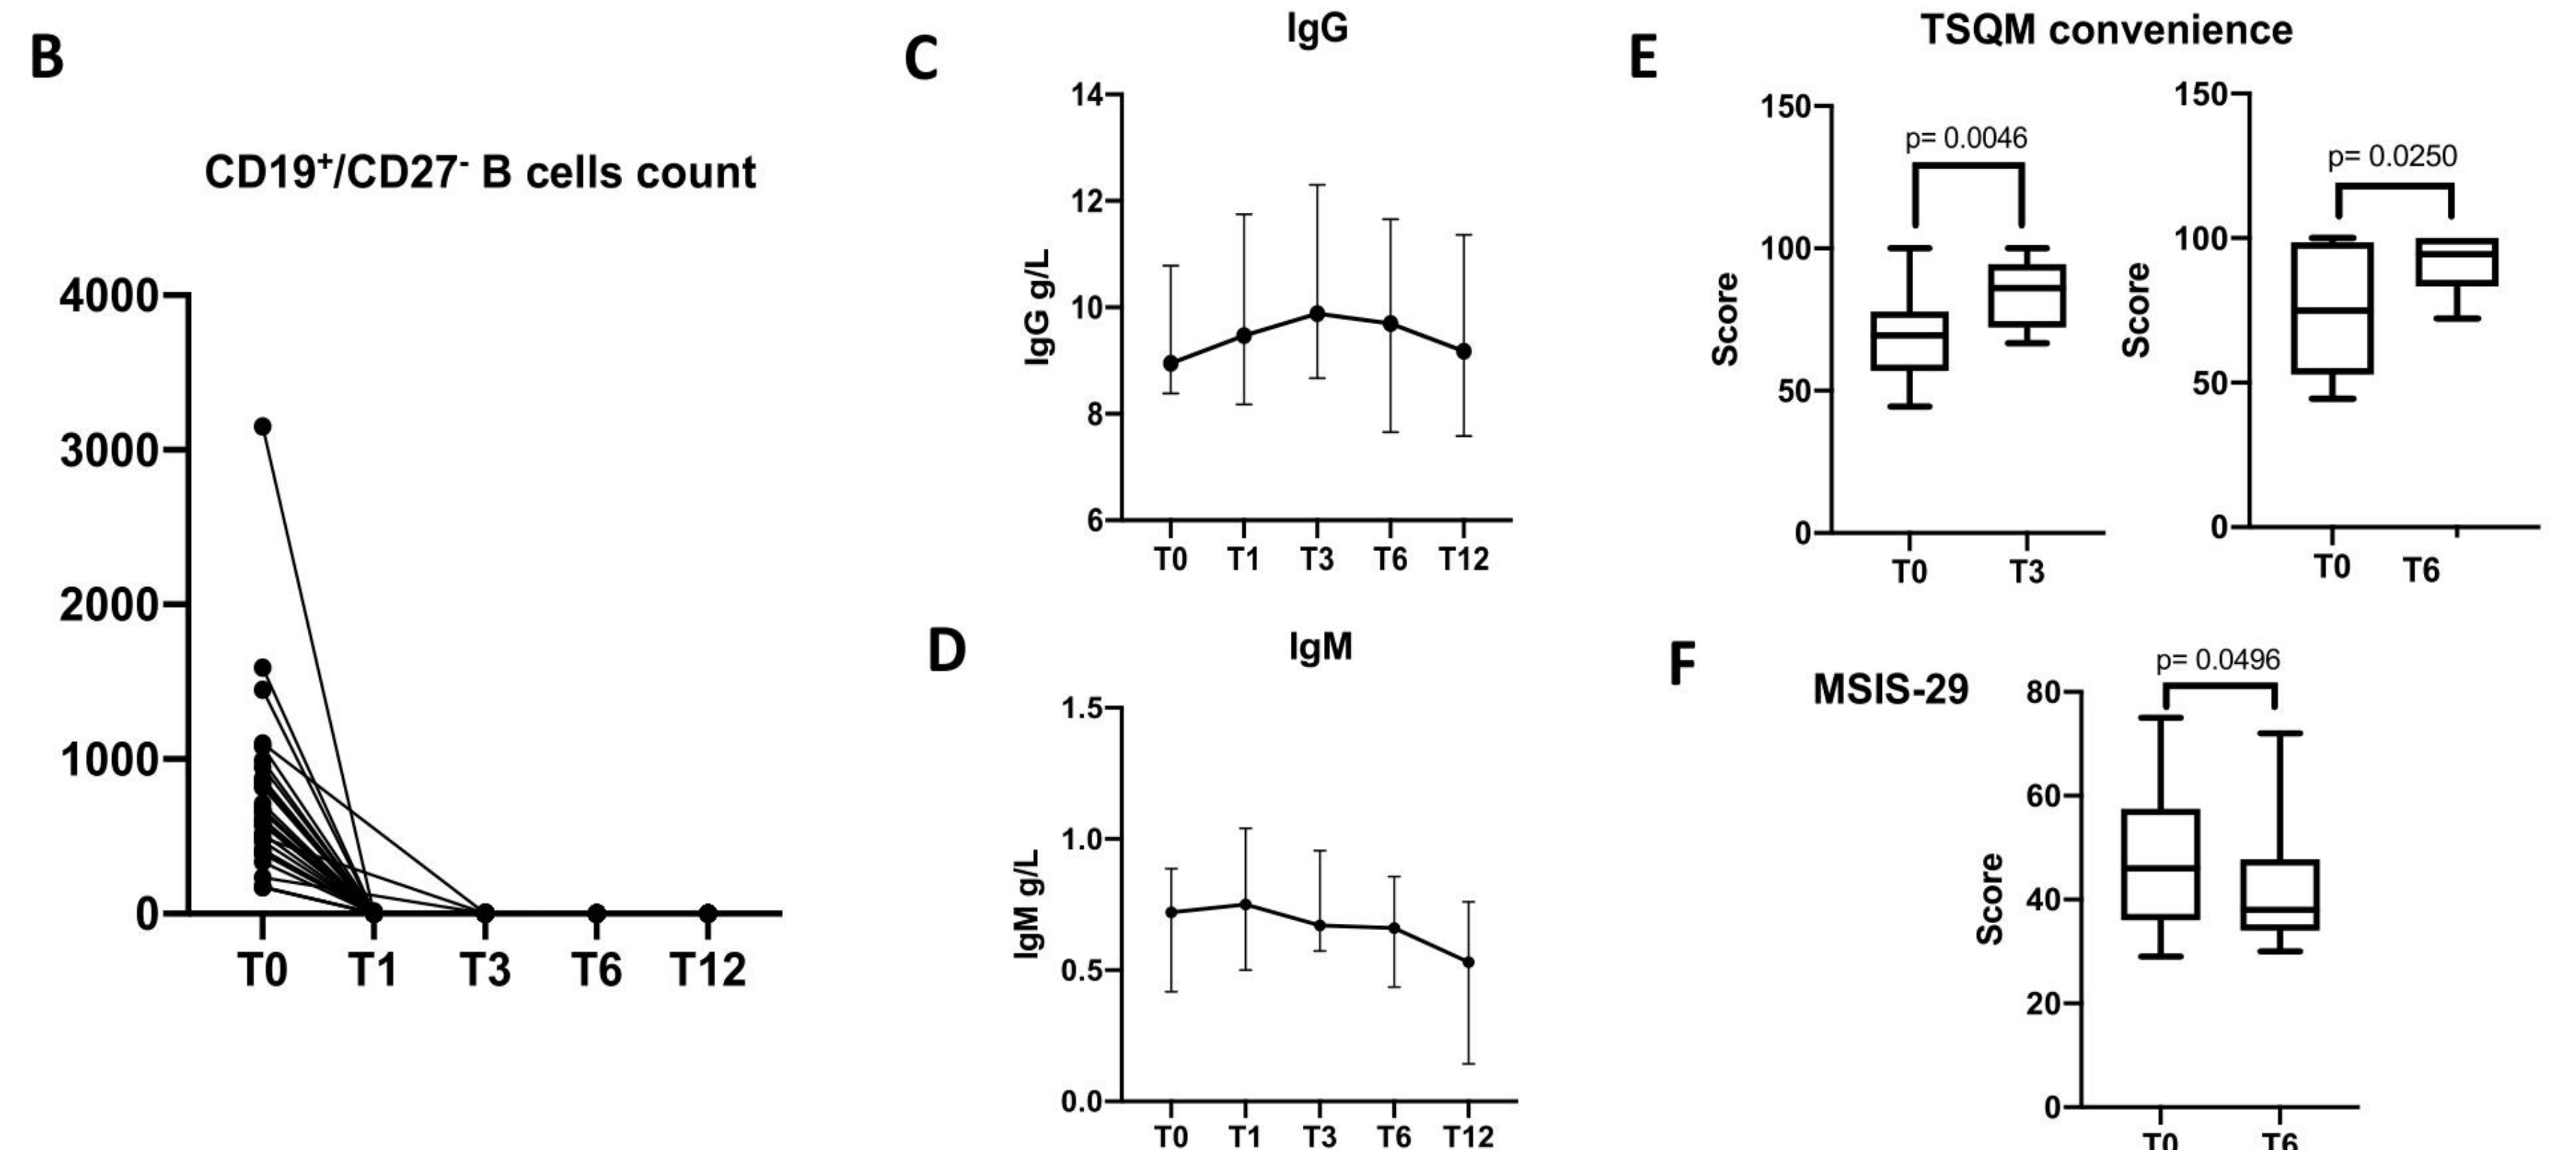 B
CD19+/CD27- B cells count
4000
3000
2000
1000
0
T0 T1 T3 T6 T12
C
IgG
IgG g/L
14
12
10
8
6
T0 T1 T3 T6 T12
D
IgM
IgM g/L
1.5
1.0
0.5
0.0
T0 T1 T3 T6 T12
E
TSQM convenience
Score
150
100
50
0
p= 0.0046
T0 T3
Score
150
100
50
0
p= 0.0250
T0 T6
F
MSIS-29
Score
80
60
40
20
0
p= 0.0496
T0 T6